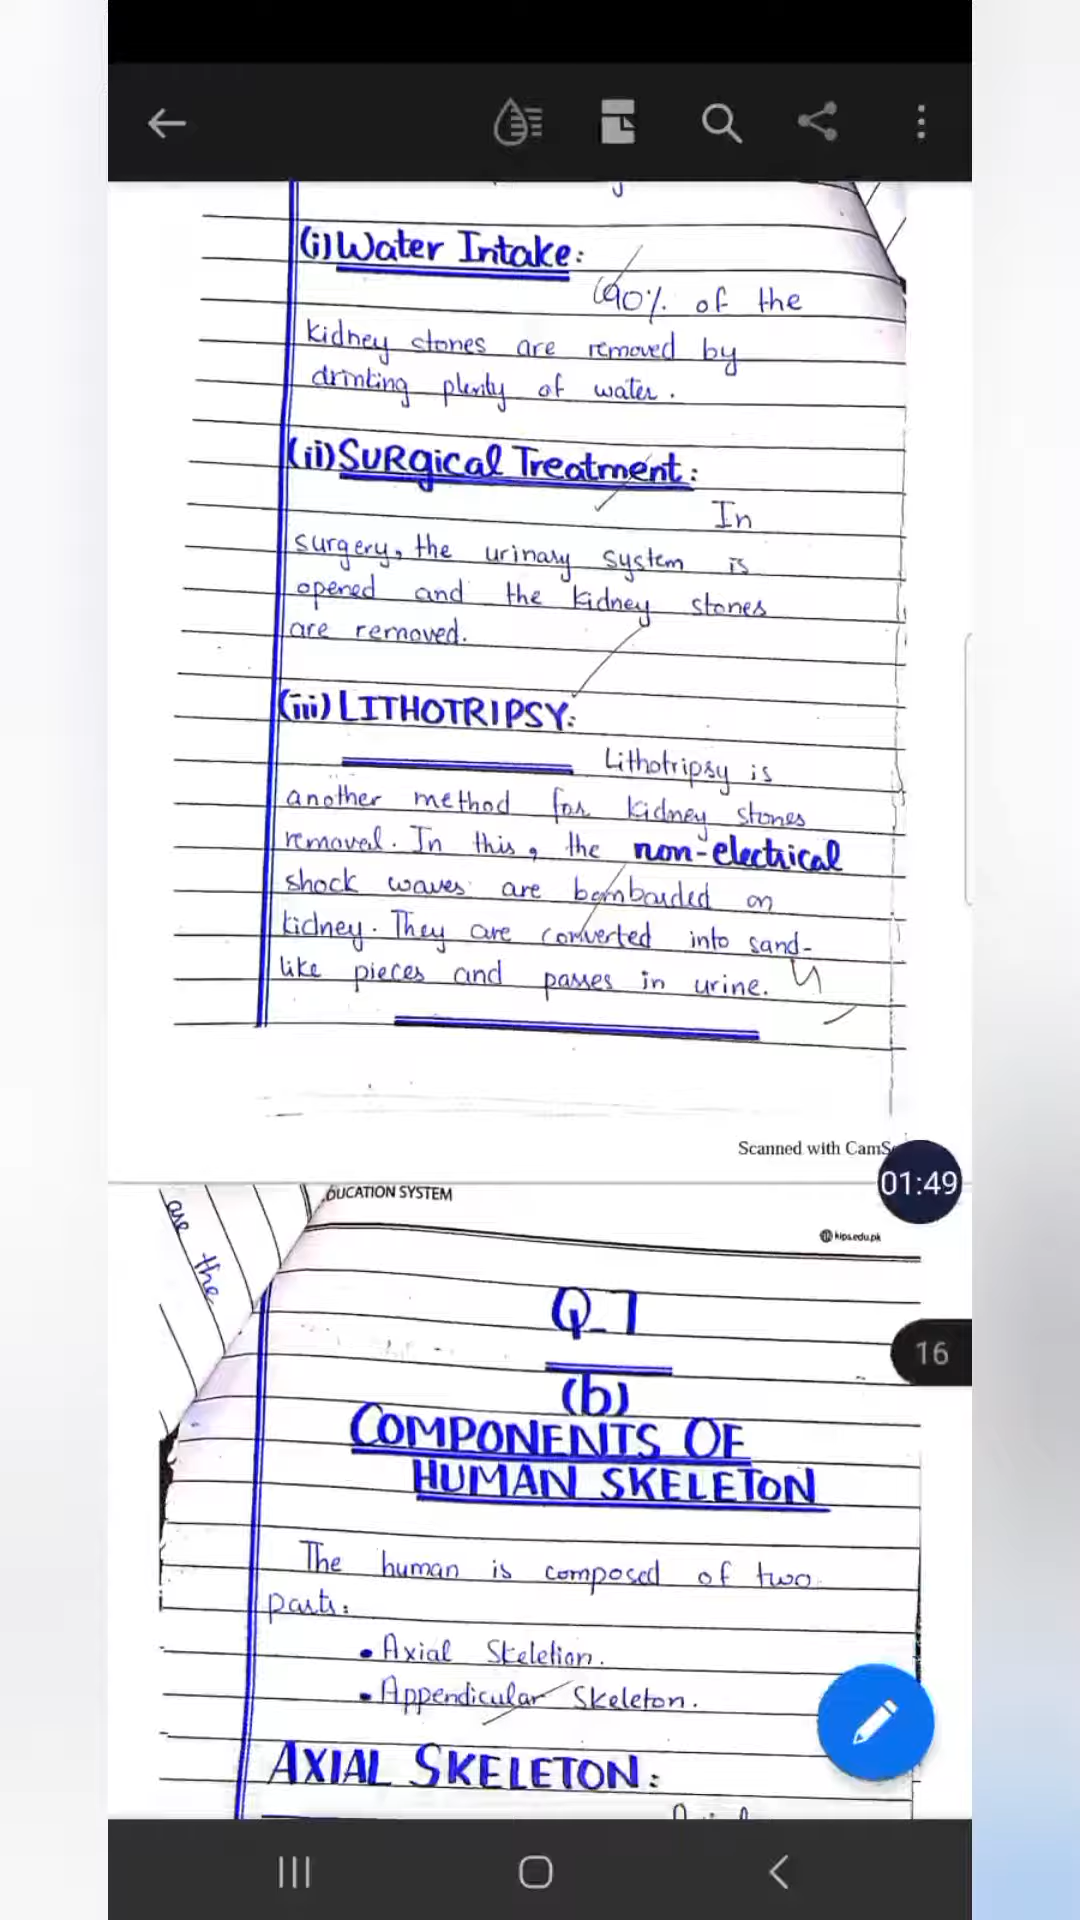 (i) Water Intake:
90% of the
kidney stones are removed by
drinking plenty of water.
(ii) SURgical Treatment:
In
surgery, the urinary system is
opened and the kidney stones
are removed.
(iii) LITHOTRIPSY:
Lithotripsy is
another method for kidney stones
removal. In this, the non-electrical
shock waves are bombarded on
kidney. They are converted into sand-
like pieces and passes in urine.
Scanned with CamS
01:49
are the
DUCATION SYSTEM
kips.edu.pk
Q-7
16
(b)
COMPONENTS OF
HUMAN SKELETON
The human is composed of two
parts:
• Axial Skeletion.
• Appendicular Skeleton.
AXIAL SKELETON: